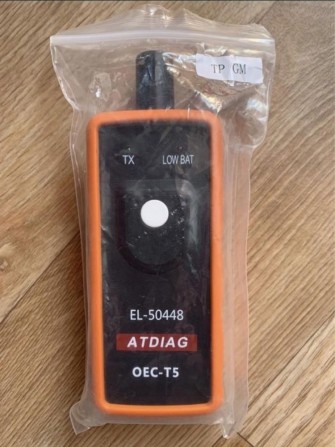 TP GM
TX LOW BAT
EL-50448
ATDIAG
OEC-T5